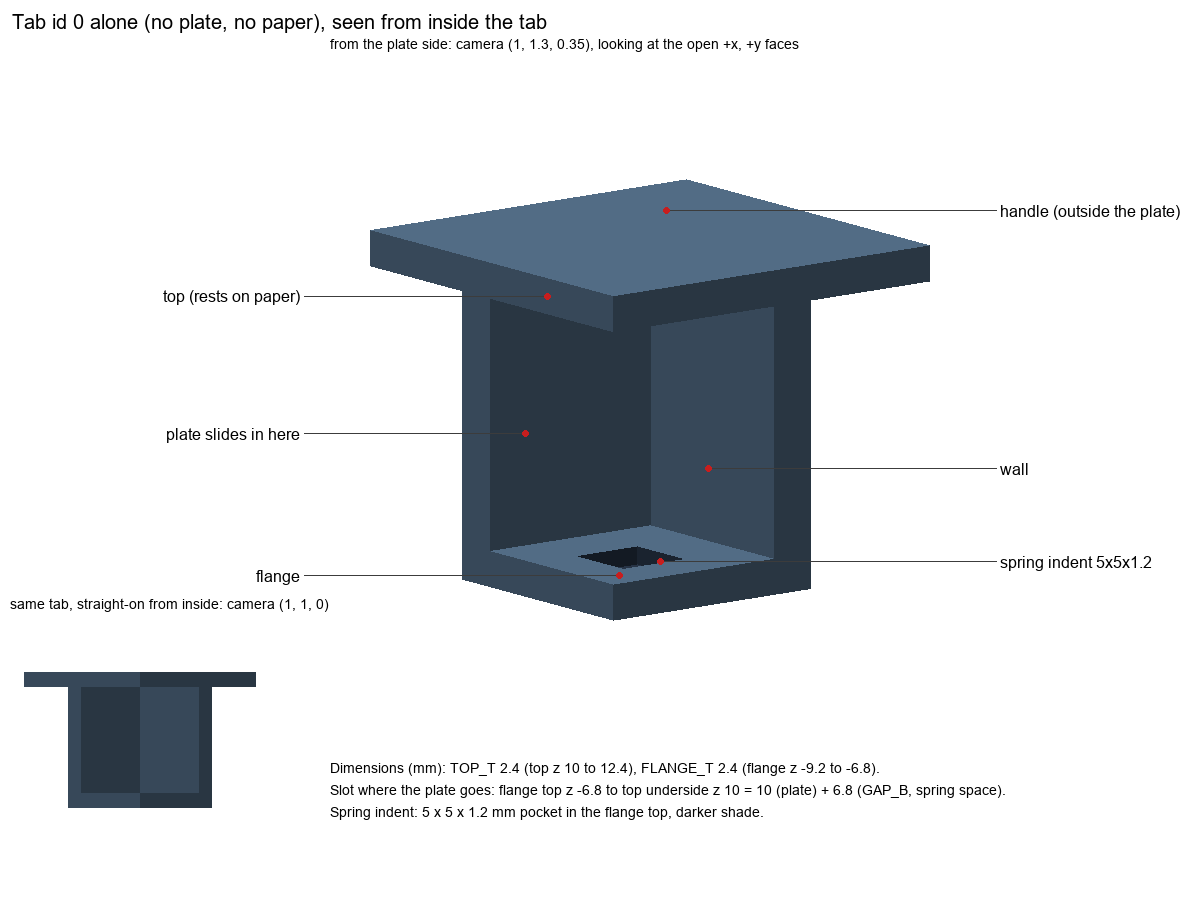 Tab id 0 alone (no plate, no paper), seen from inside the tab
from the plate side: camera (1, 1.3, 0.35), looking at the open +x, +y faces
handle (outside the plate)
top (rests on paper)
plate slides in here
wall
spring indent 5x5x1.2
flange
same tab, straight-on from inside: camera (1, 1, 0)
Dimensions (mm): TOP_T 2.4 (top z 10 to 12.4), FLANGE_T 2.4 (flange z -9.2 to -6.8).
Slot where the plate goes: flange top z -6.8 to top underside z 10 = 10 (plate) + 6.8 (GAP_B, spring space).
Spring indent: 5 x 5 x 1.2 mm pocket in the flange top, darker shade.